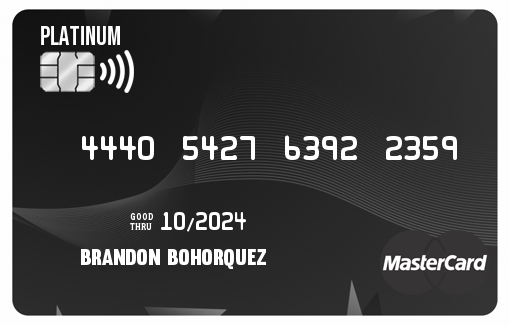 PLATINUM
4440 5427 6392 2359
GOOD THRU 10/2024
BRANDON BOHORQUEZ
MasterCard